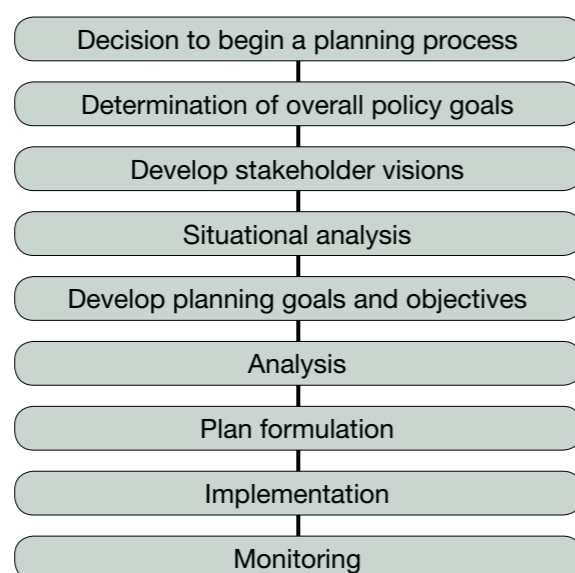 Decision to begin a planning process
Determination of overall policy goals
Develop stakeholder visions
Situational analysis
Develop planning goals and objectives
Analysis
Plan formulation
Implementation
Monitoring